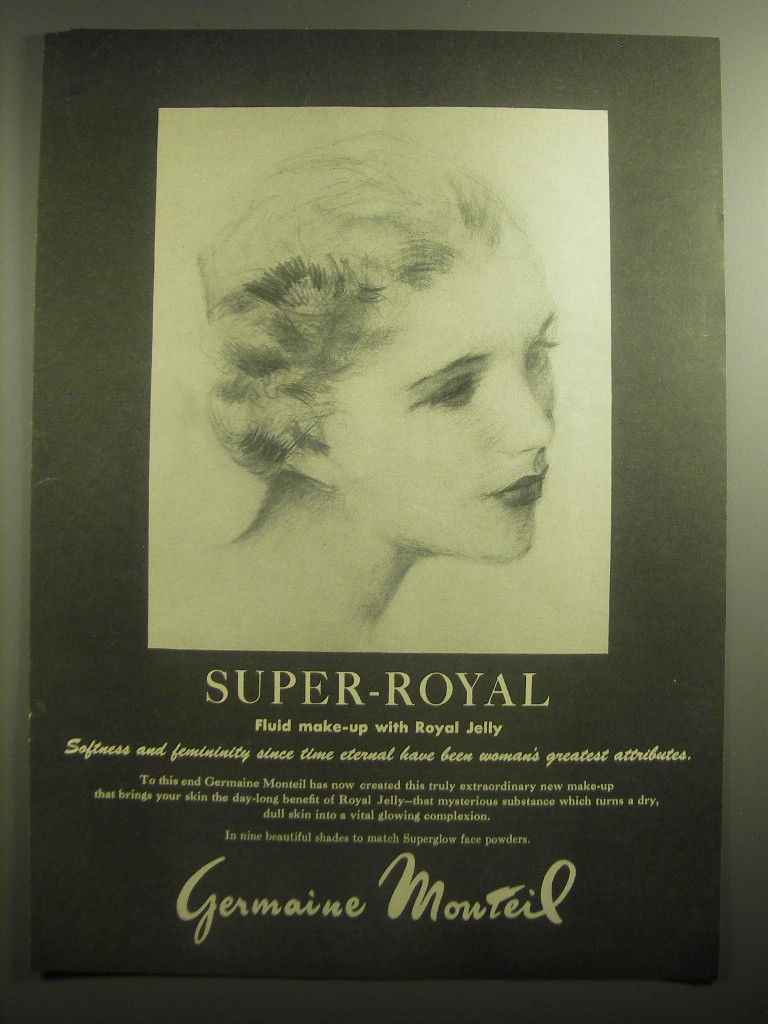 SUPER-ROYAL
Fluid make-up with Royal Jelly
Softness and femininity since time eternal have been woman's greatest attributes.
To this end Germaine Monteil has now created this truly extraordinary new make-up
that brings your skin the day-long benefit of Royal Jelly—that mysterious substance which turns a dry,
dull skin into a vital glowing complexion.
In nine beautiful shades to match Superglow face powders.
Germaine Monteil